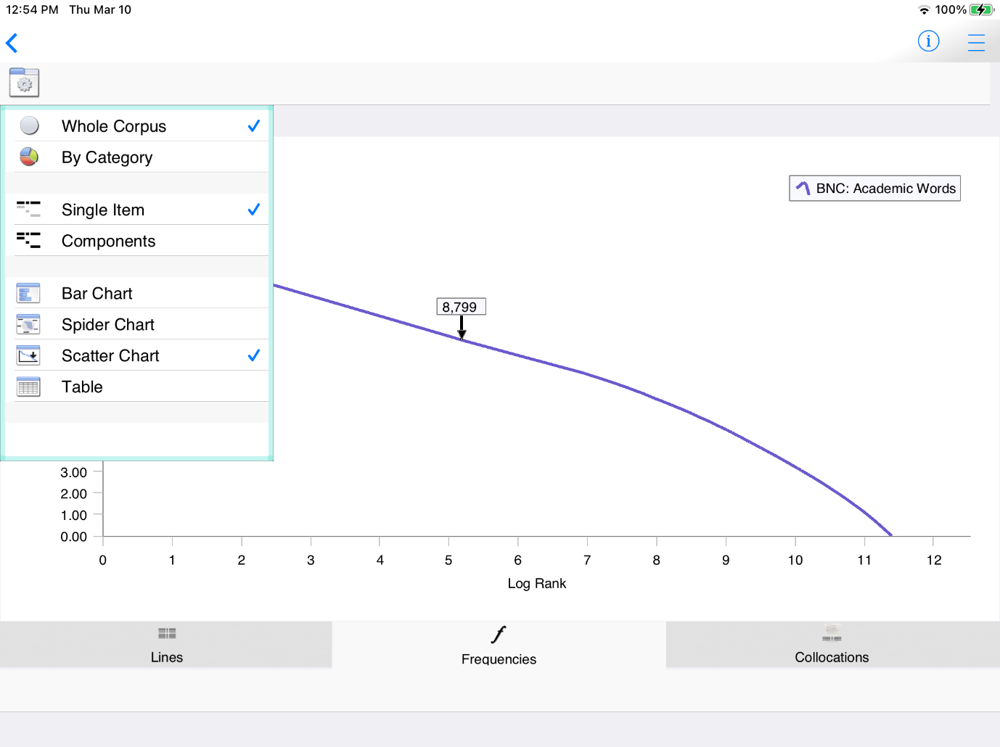 12:54 PM Thu Mar 10
100%
Whole Corpus
By Category
Single Item
Components
Bar Chart
Spider Chart
Scatter Chart
Table
BNC: Academic Words
8,799
3.00
2.00
1.00
0.00
0 1 2 3 4 5 6 7 8 9 10 11 12
Log Rank
Lines
Frequencies
Collocations